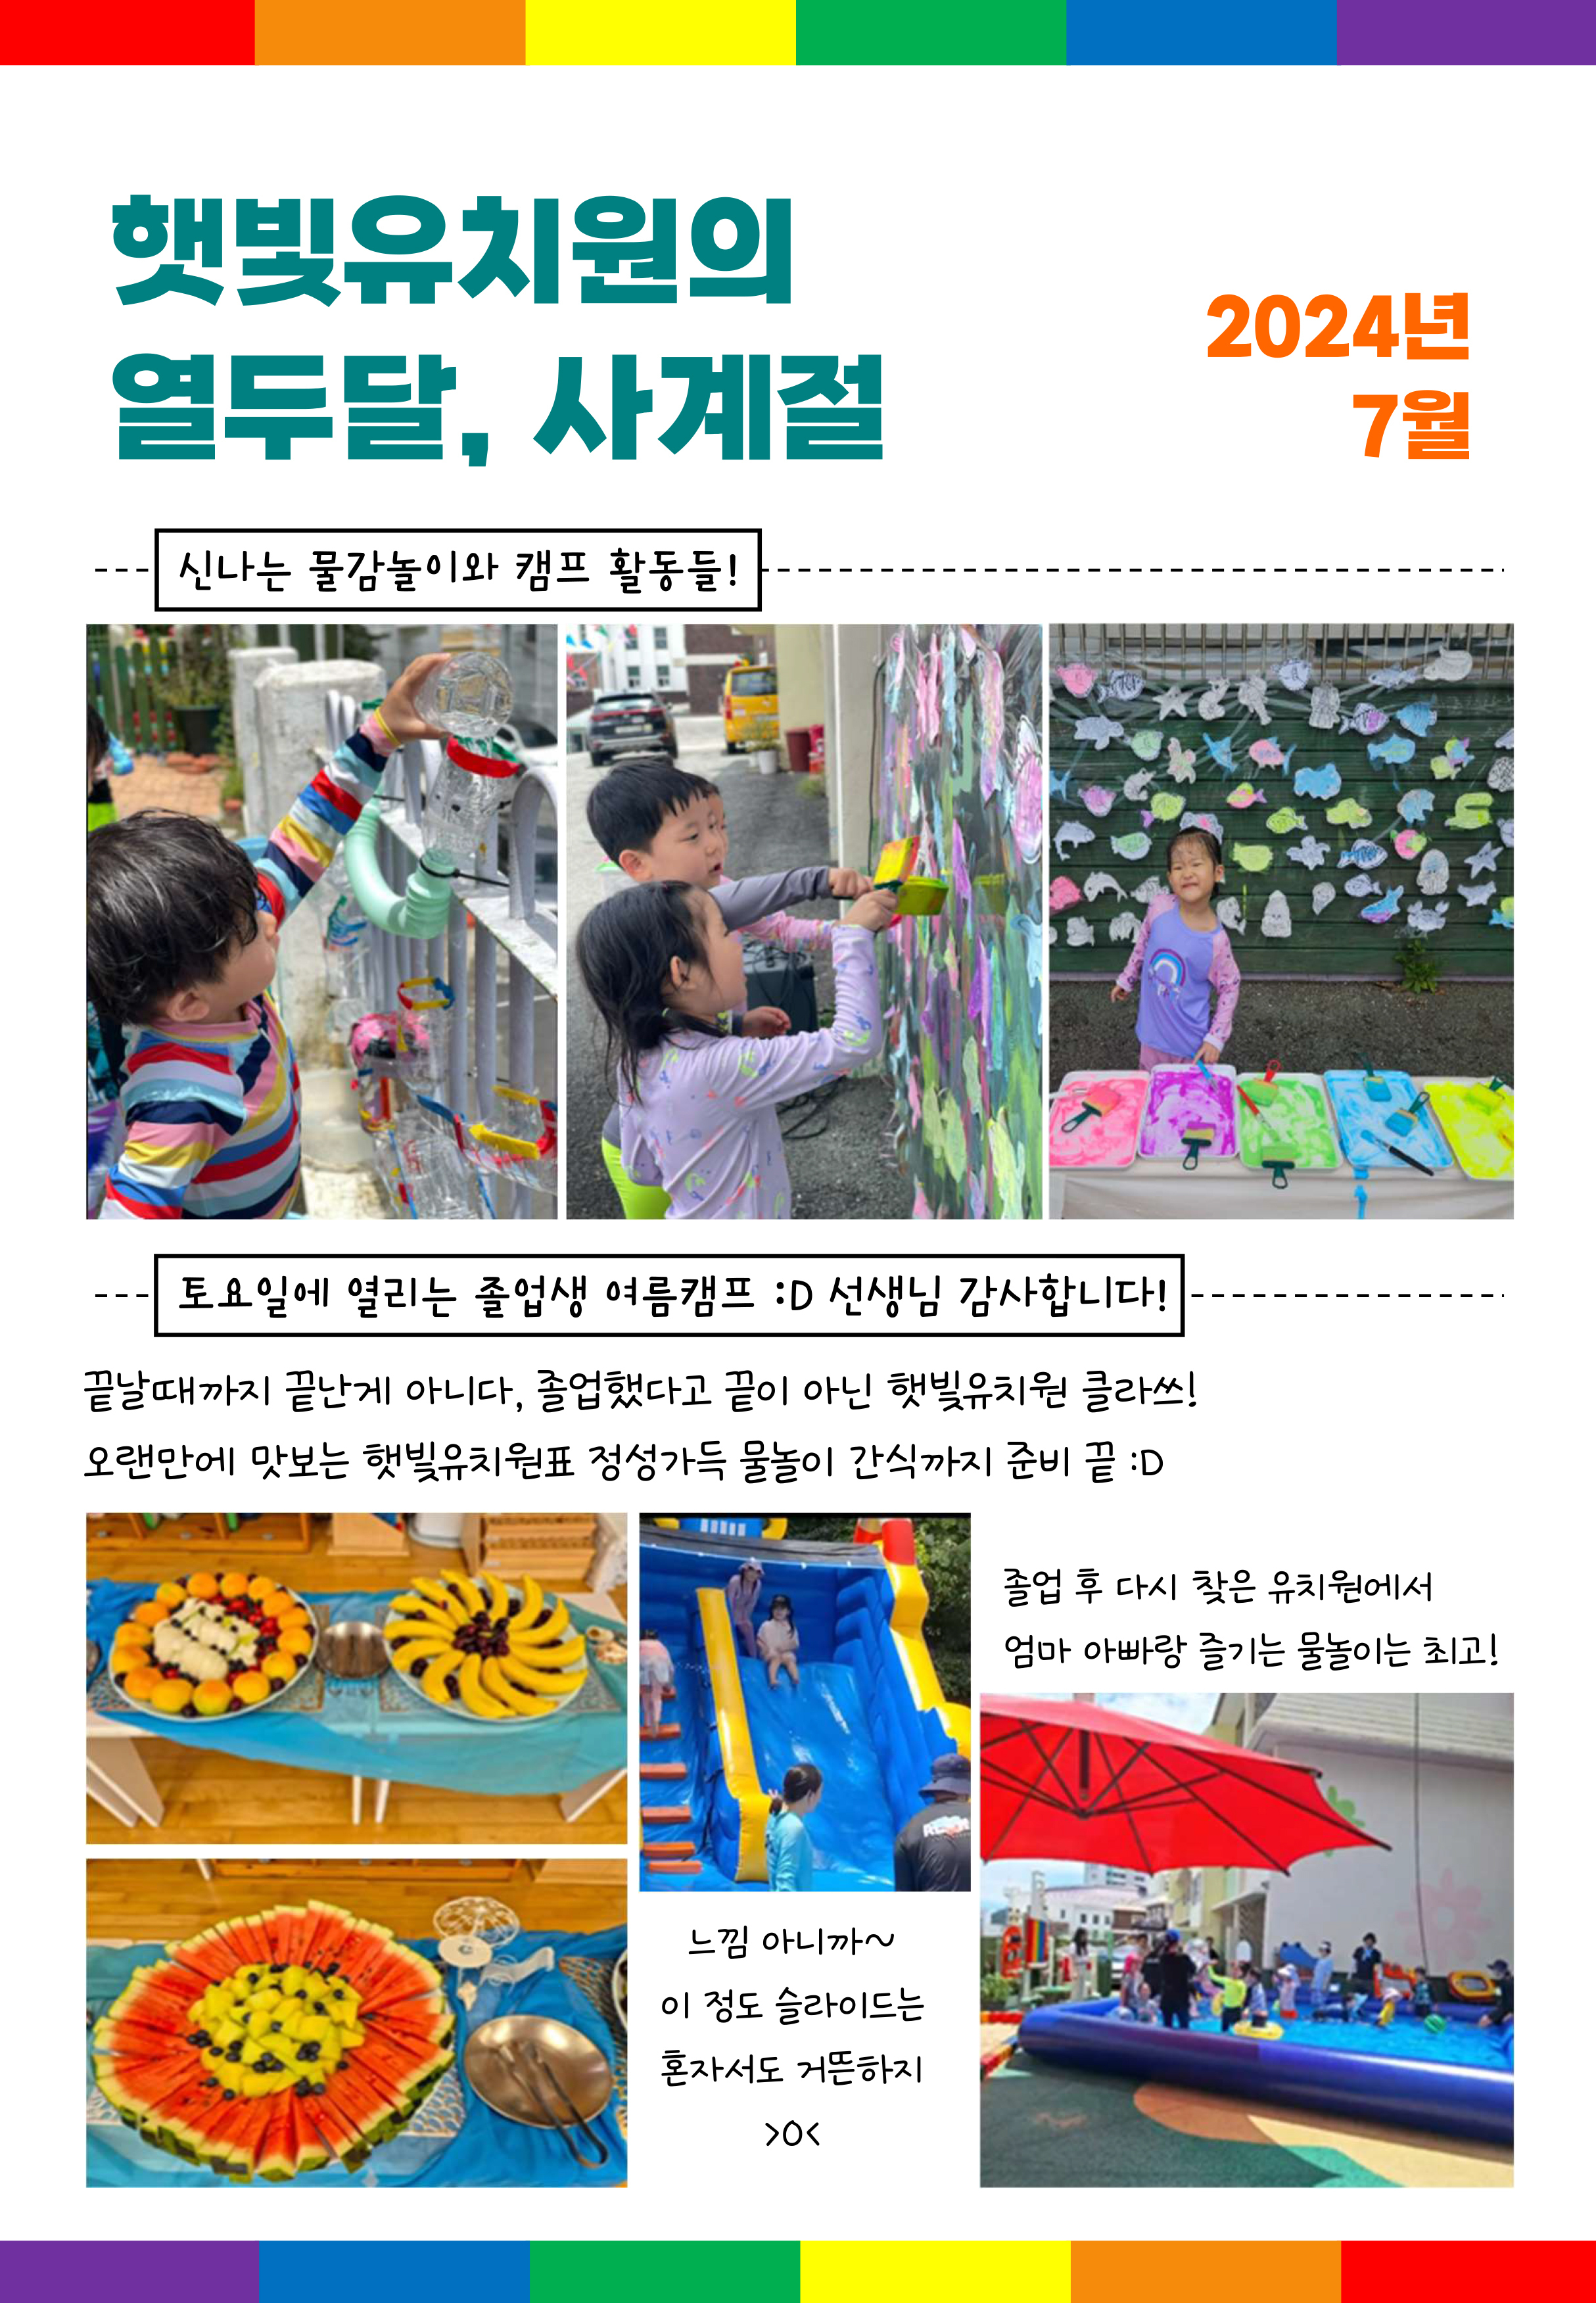 햇빛유치원의
열두달, 사계절
2024년
7월
신나는 물감놀이와 캠프 활동들!
토요일에 열리는 졸업생 여름캠프 :D 선생님 감사합니다!
끝날때까지 끝난게 아니다, 졸업했다고 끝이 아닌 햇빛유치원 클라쓰!
오랜만에 맛보는 햇빛유치원표 정성가득 물놀이 간식까지 준비 끝 :D
졸업 후 다시 찾은 유치원에서
엄마 아빠랑 즐기는 물놀이는 최고!
느낌 아니까~
이 정도 슬라이드는
혼자서도 거뜬하지
>0<